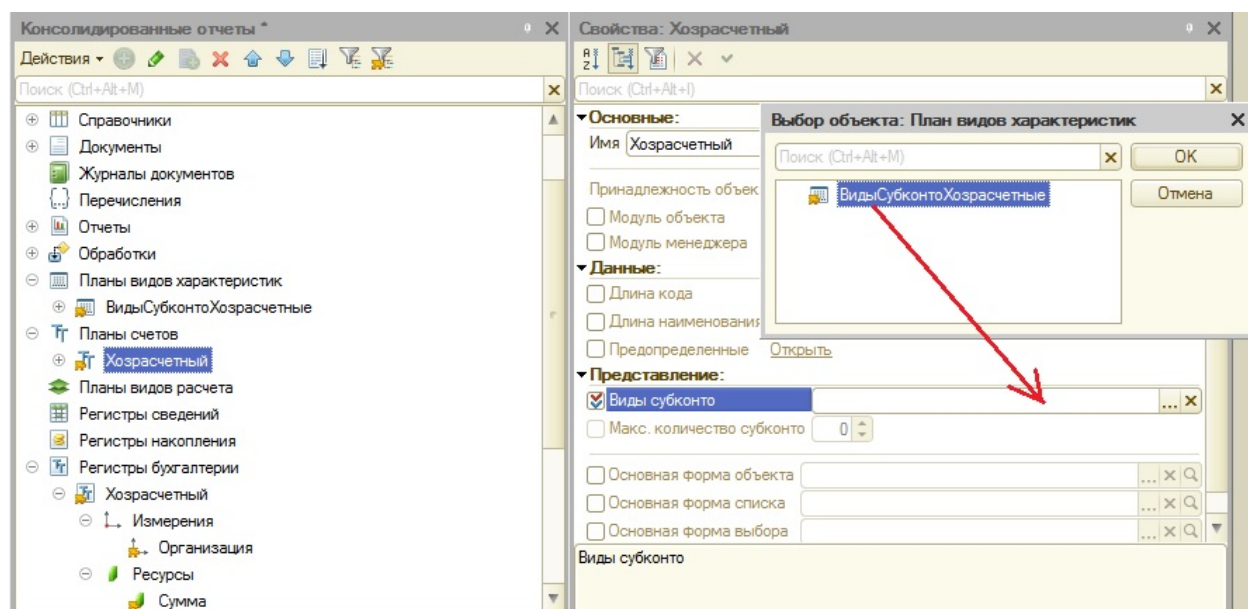 Консолидированные отчеты *
Действия
Поиск (Ctrl+Alt+M)
Справочники
Документы
Журналы документов
Перечисления
Отчеты
Обработки
Планы видов характеристик
ВидыСубконтоХозрасчетные
Планы счетов
Хозрасчетный
Планы видов расчета
Регистры сведений
Регистры накопления
Регистры бухгалтерии
Хозрасчетный
Измерения
Организация
Ресурсы
Сумма
Свойства: Хозрасчетный
Поиск (Ctrl+Alt+I)
Основные:
Имя Хозрасчетный
Принадлежность объек
Модуль объекта
Модуль менеджера
Данные:
Длина кода
Длина наименования
Предопределенные Открыть
Представление:
Виды субконто ...
Макс. количество субконто 0
Основная форма объекта ...
Основная форма списка ...
Основная форма выбора ...
Виды субконто
Выбор объекта: План видов характеристик
Поиск (Ctrl+Alt+M)
OK
ВидыСубконтоХозрасчетные
Отмена